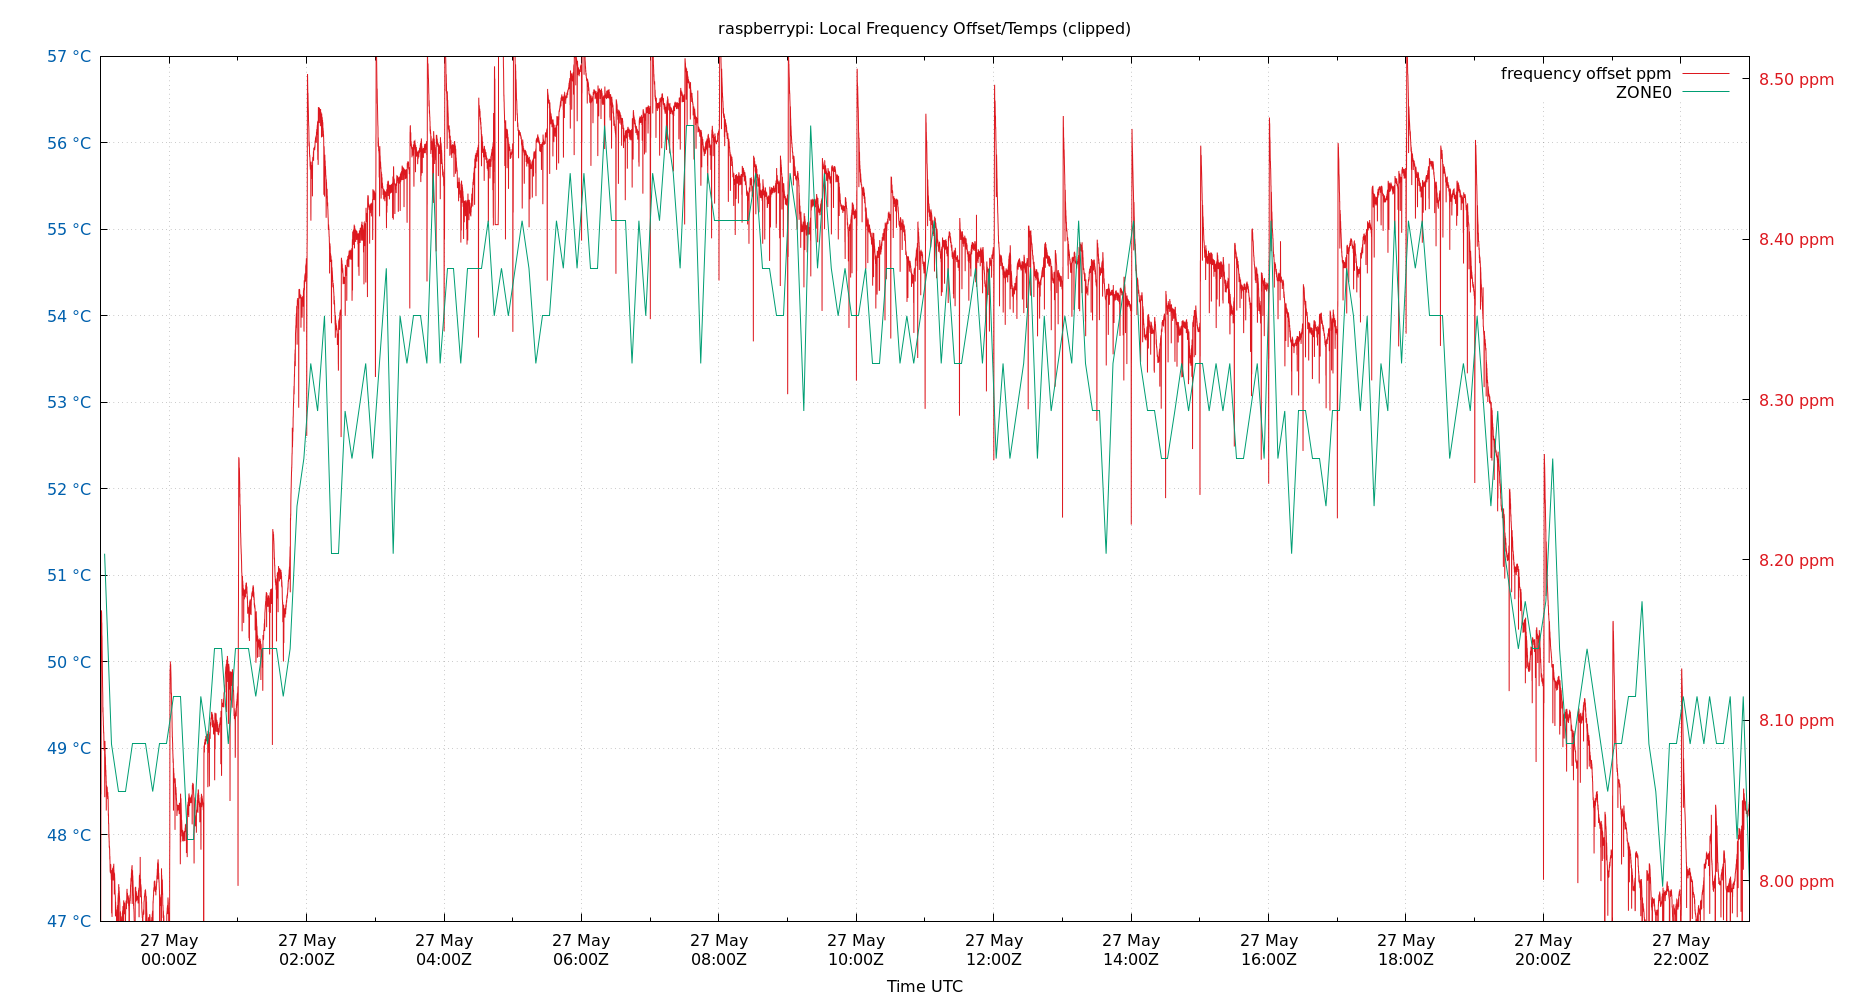 raspberrypi: Local Frequency Offset/Temps (clipped)
57 °C
56 °C
55 °C
54 °C
53 °C
52 °C
51 °C
50 °C
49 °C
48 °C
47 °C
frequency offset ppm
ZONE0
8.50 ppm
8.40 ppm
8.30 ppm
8.20 ppm
8.10 ppm
8.00 ppm
27 May 27 May 27 May 27 May 27 May 27 May 27 May 27 May 27 May 27 May 27 May 27 May
00:00Z 02:00Z 04:00Z 06:00Z 08:00Z 10:00Z 12:00Z 14:00Z 16:00Z 18:00Z 20:00Z 22:00Z
Time UTC